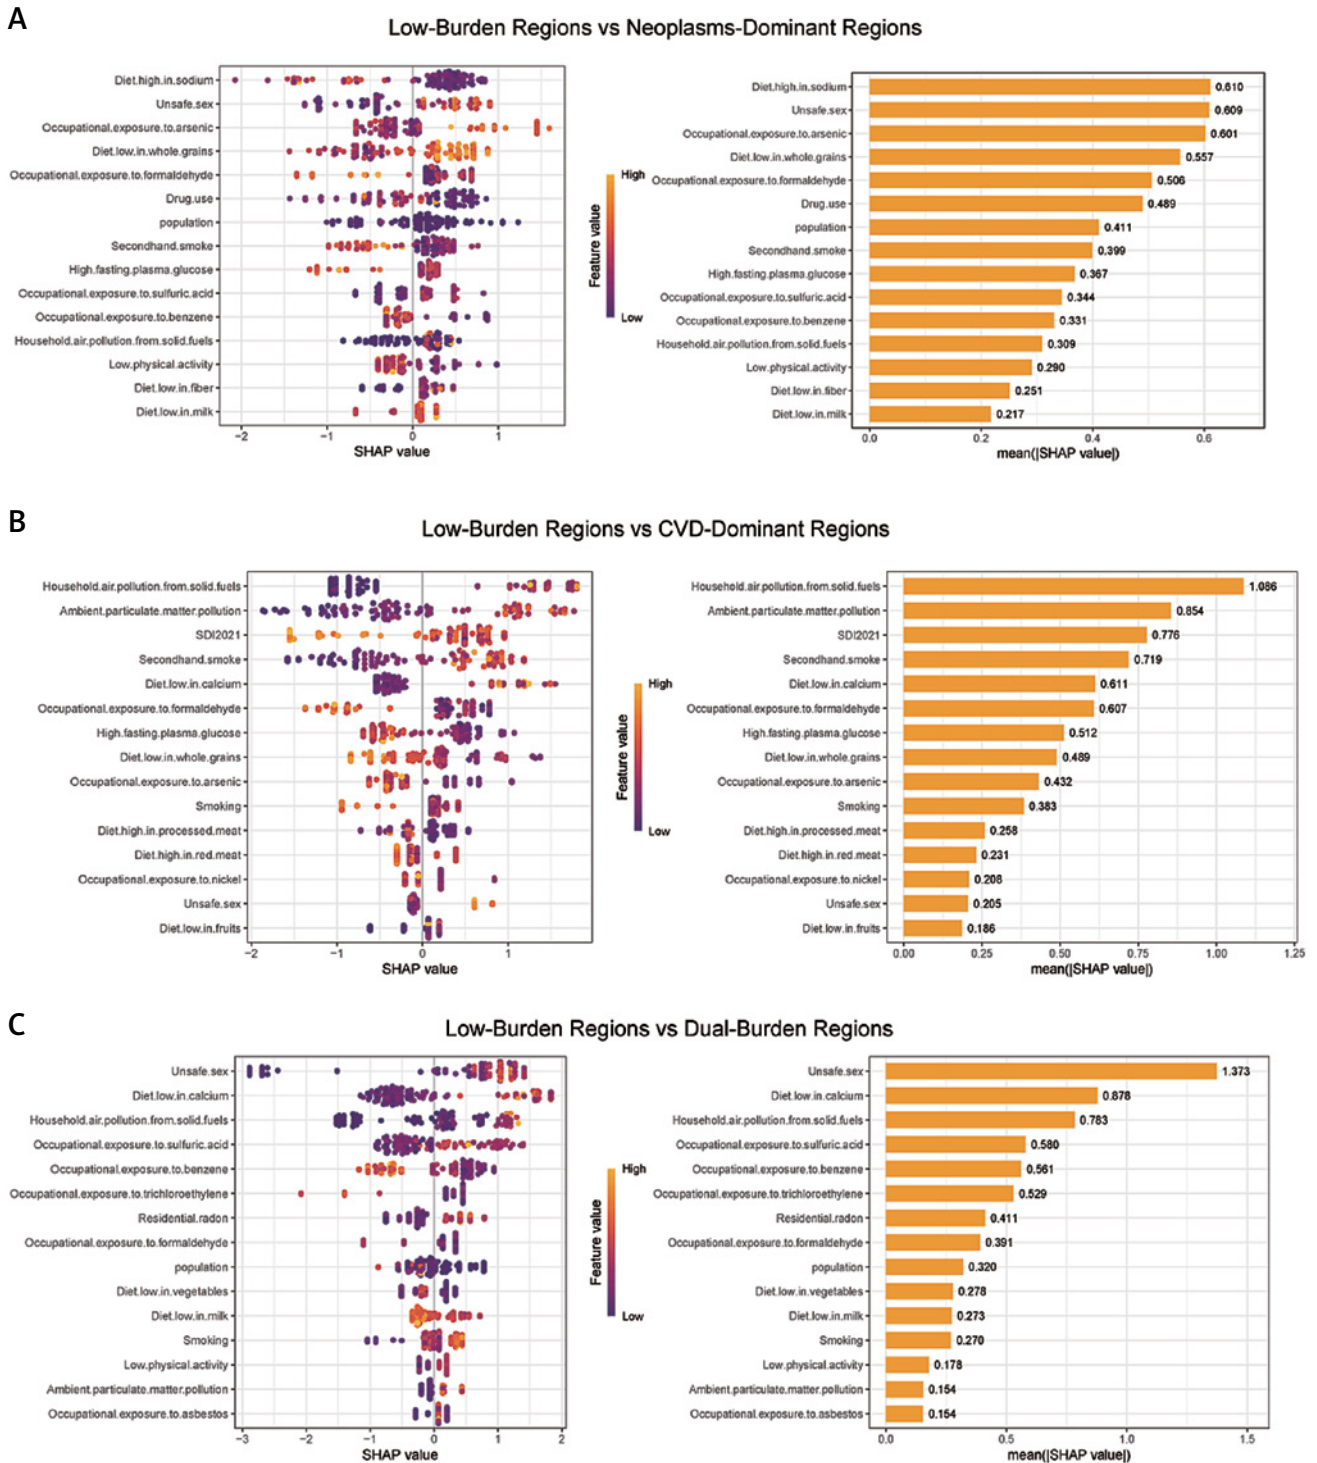 A
Low-Burden Regions vs Neoplasms-Dominant Regions
Diet.high.in.sodium
Unsafe.sex
Occupational.exposure.to.arsenic
Diet.low.in.whole.grains
Occupational.exposure.to.formaldehyde
Drug.use
population
Secondhand.smoke
High.fasting.plasma.glucose
Occupational.exposure.to.sulfuric.acid
Occupational.exposure.to.benzene
Household.air.pollution.from.solid.fuels
Low.physical.activity
Diet.low.in.fiber
Diet.low.in.milk
−2 −1 0 1
SHAP value
High
Feature value
Low
Diet.high.in.sodium 0.610
Unsafe.sex 0.609
Occupational.exposure.to.arsenic 0.601
Diet.low.in.whole.grains 0.557
Occupational.exposure.to.formaldehyde 0.506
Drug.use 0.489
population 0.411
Secondhand.smoke 0.399
High.fasting.plasma.glucose 0.367
Occupational.exposure.to.sulfuric.acid 0.344
Occupational.exposure.to.benzene 0.331
Household.air.pollution.from.solid.fuels 0.309
Low.physical.activity 0.290
Diet.low.in.fiber 0.251
Diet.low.in.milk 0.217
0.0 0.2 0.4 0.6
mean(|SHAP value|)
B
Low-Burden Regions vs CVD-Dominant Regions
Household.air.pollution.from.solid.fuels
Ambient.particulate.matter.pollution
SDI2021
Secondhand.smoke
Diet.low.in.calcium
Occupational.exposure.to.formaldehyde
High.fasting.plasma.glucose
Diet.low.in.whole.grains
Occupational.exposure.to.arsenic
Smoking
Diet.high.in.processed.meat
Diet.high.in.red.meat
Occupational.exposure.to.nickel
Unsafe.sex
Diet.low.in.fruits
−2 −1 0 1
SHAP value
High
Feature value
Low
Household.air.pollution.from.solid.fuels 1.086
Ambient.particulate.matter.pollution 0.854
SDI2021 0.776
Secondhand.smoke 0.719
Diet.low.in.calcium 0.611
Occupational.exposure.to.formaldehyde 0.607
High.fasting.plasma.glucose 0.512
Diet.low.in.whole.grains 0.489
Occupational.exposure.to.arsenic 0.432
Smoking 0.383
Diet.high.in.processed.meat 0.258
Diet.high.in.red.meat 0.231
Occupational.exposure.to.nickel 0.208
Unsafe.sex 0.205
Diet.low.in.fruits 0.186
0.00 0.25 0.50 0.75 1.00 1.25
mean(|SHAP value|)
C
Low-Burden Regions vs Dual-Burden Regions
Unsafe.sex
Diet.low.in.calcium
Household.air.pollution.from.solid.fuels
Occupational.exposure.to.sulfuric.acid
Occupational.exposure.to.benzene
Occupational.exposure.to.trichloroethylene
Residential.radon
Occupational.exposure.to.formaldehyde
population
Diet.low.in.vegetables
Diet.low.in.milk
Smoking
Low.physical.activity
Ambient.particulate.matter.pollution
Occupational.exposure.to.asbestos
−3 −2 −1 0 1 2
SHAP value
High
Feature value
Low
Unsafe.sex 1.373
Diet.low.in.calcium 0.878
Household.air.pollution.from.solid.fuels 0.783
Occupational.exposure.to.sulfuric.acid 0.580
Occupational.exposure.to.benzene 0.561
Occupational.exposure.to.trichloroethylene 0.529
Residential.radon 0.411
Occupational.exposure.to.formaldehyde 0.391
population 0.320
Diet.low.in.vegetables 0.278
Diet.low.in.milk 0.273
Smoking 0.270
Low.physical.activity 0.178
Ambient.particulate.matter.pollution 0.154
Occupational.exposure.to.asbestos 0.154
0.0 0.5 1.0 1.5
mean(|SHAP value|)